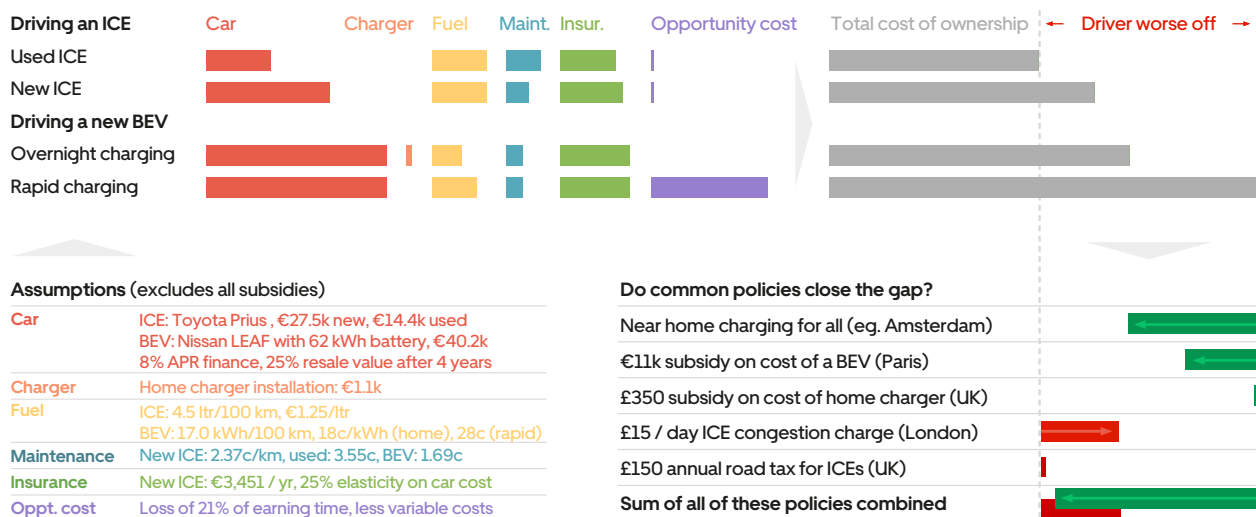 Driving an ICE Car Charger Fuel Maint. Insur. Opportunity cost Total cost of ownership Driver worse off
Used ICE
New ICE
Driving a new BEV
Overnight charging
Rapid charging
Assumptions (excludes all subsidies)
Car ICE: Toyota Prius , €27.5k new, €14.4k used
BEV: Nissan LEAF with 62 kWh battery, €40.2k
8% APR finance, 25% resale value after 4 years
Charger Home charger installation: €1.1k
Fuel ICE: 4.5 ltr/100 km, €1.25/ltr
BEV: 17.0 kWh/100 km, 18c/kWh (home), 28c (rapid)
Maintenance New ICE: 2.37c/km, used: 3.55c, BEV: 1.69c
Insurance New ICE: €3,451 / yr, 25% elasticity on car cost
Oppt. cost Loss of 21% of earning time, less variable costs
Do common policies close the gap?
Near home charging for all (eg. Amsterdam)
€11k subsidy on cost of a BEV (Paris)
£350 subsidy on cost of home charger (UK)
£15 / day ICE congestion charge (London)
£150 annual road tax for ICEs (UK)
Sum of all of these policies combined